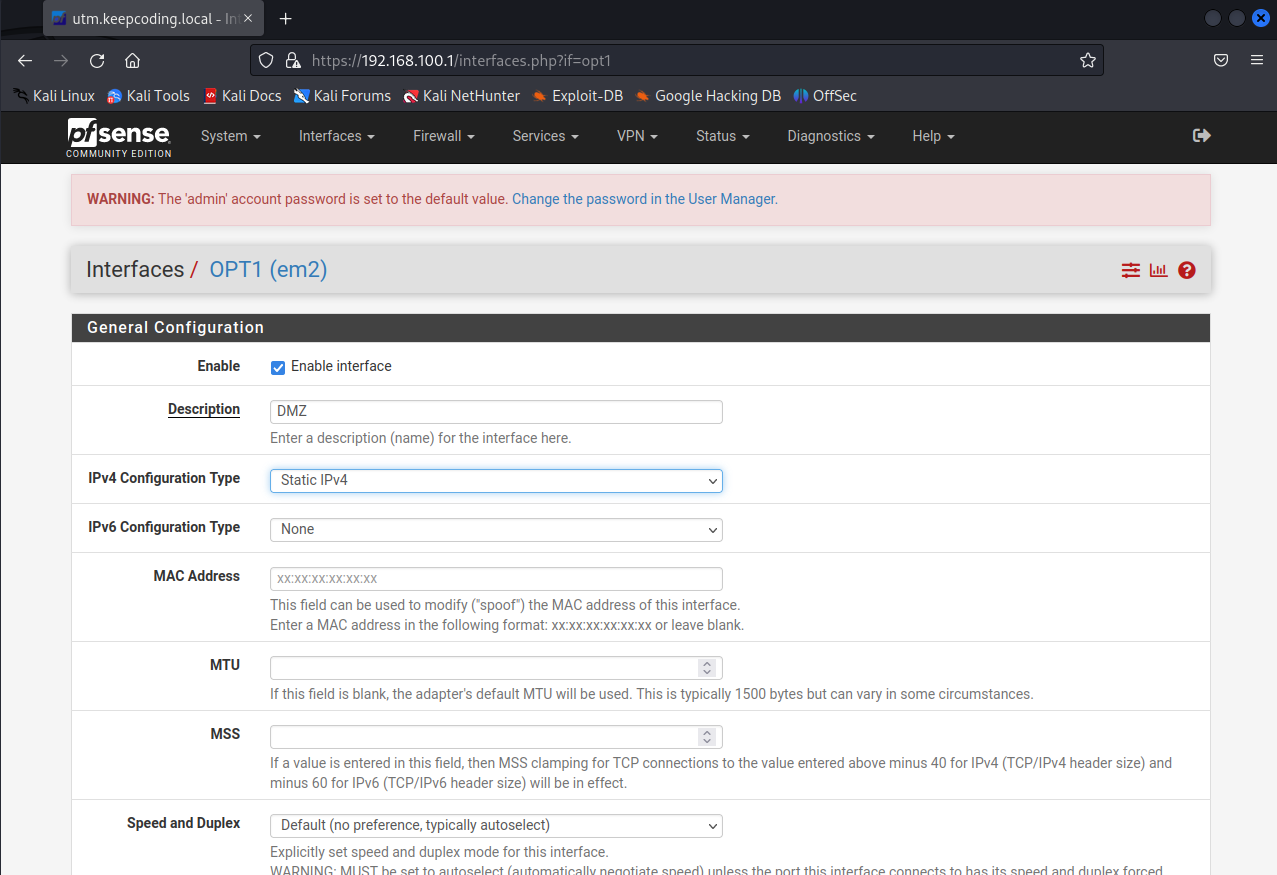 utm.keepcoding.local - Int
https://192.168.100.1/interfaces.php?if=opt1
Kali Linux Kali Tools Kali Docs Kali Forums Kali NetHunter Exploit-DB Google Hacking DB OffSec
pfsense
COMMUNITY EDITION
System Interfaces Firewall Services VPN Status Diagnostics Help
WARNING: The 'admin' account password is set to the default value. Change the password in the User Manager.
Interfaces / OPT1 (em2)
General Configuration
Enable Enable interface
Description DMZ
Enter a description (name) for the interface here.
IPv4 Configuration Type Static IPv4
IPv6 Configuration Type None
MAC Address xx:xx:xx:xx:xx:xx
This field can be used to modify ("spoof") the MAC address of this interface.
Enter a MAC address in the following format: xx:xx:xx:xx:xx:xx or leave blank.
MTU
If this field is blank, the adapter's default MTU will be used. This is typically 1500 bytes but can vary in some circumstances.
MSS
If a value is entered in this field, then MSS clamping for TCP connections to the value entered above minus 40 for IPv4 (TCP/IPv4 header size) and
minus 60 for IPv6 (TCP/IPv6 header size) will be in effect.
Speed and Duplex Default (no preference, typically autoselect)
Explicitly set speed and duplex mode for this interface.
WARNING: MUST be set to autoselect (automatically negotiate speed) unless the port this interface connects to has its speed and duplex forced.